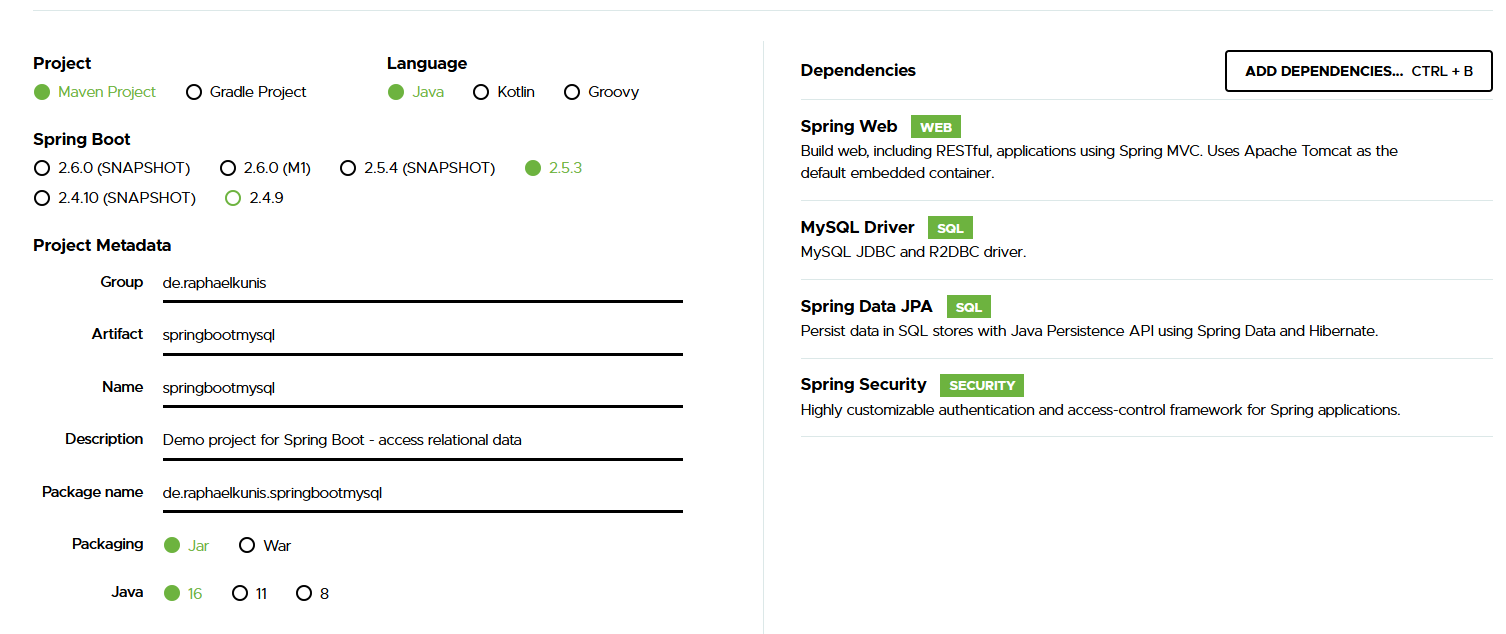 Project
Maven Project Gradle Project
Language
Java Kotlin Groovy
Spring Boot
2.6.0 (SNAPSHOT) 2.6.0 (M1) 2.5.4 (SNAPSHOT) 2.5.3
2.4.10 (SNAPSHOT) 2.4.9
Project Metadata
Group de.raphaelkunis
Artifact springbootmysql
Name springbootmysql
Description Demo project for Spring Boot - access relational data
Package name de.raphaelkunis.springbootmysql
Packaging Jar War
Java 16 11 8
Dependencies
ADD DEPENDENCIES... CTRL + B
Spring Web WEB
Build web, including RESTful, applications using Spring MVC. Uses Apache Tomcat as the
default embedded container.
MySQL Driver SQL
MySQL JDBC and R2DBC driver.
Spring Data JPA SQL
Persist data in SQL stores with Java Persistence API using Spring Data and Hibernate.
Spring Security SECURITY
Highly customizable authentication and access-control framework for Spring applications.